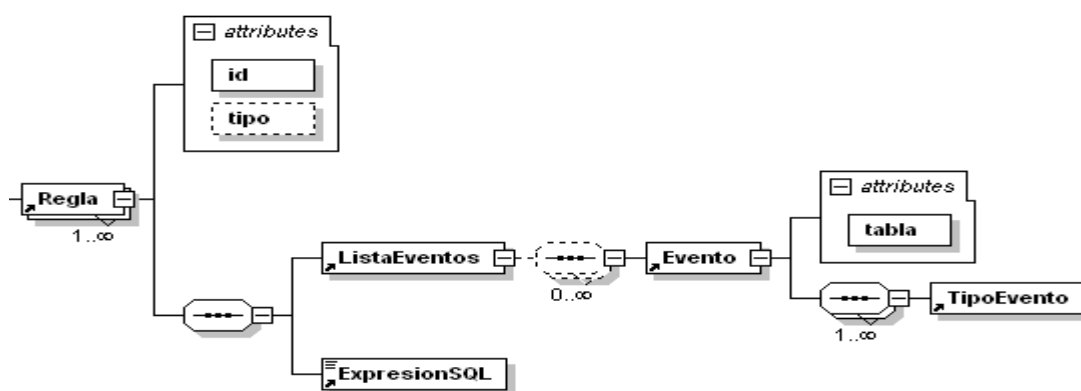 attributes
id
tipo
Regla
1..∞
ListaEventos
0..∞
Evento
attributes
tabla
TipoEvento
1..∞
ExpresionSQL